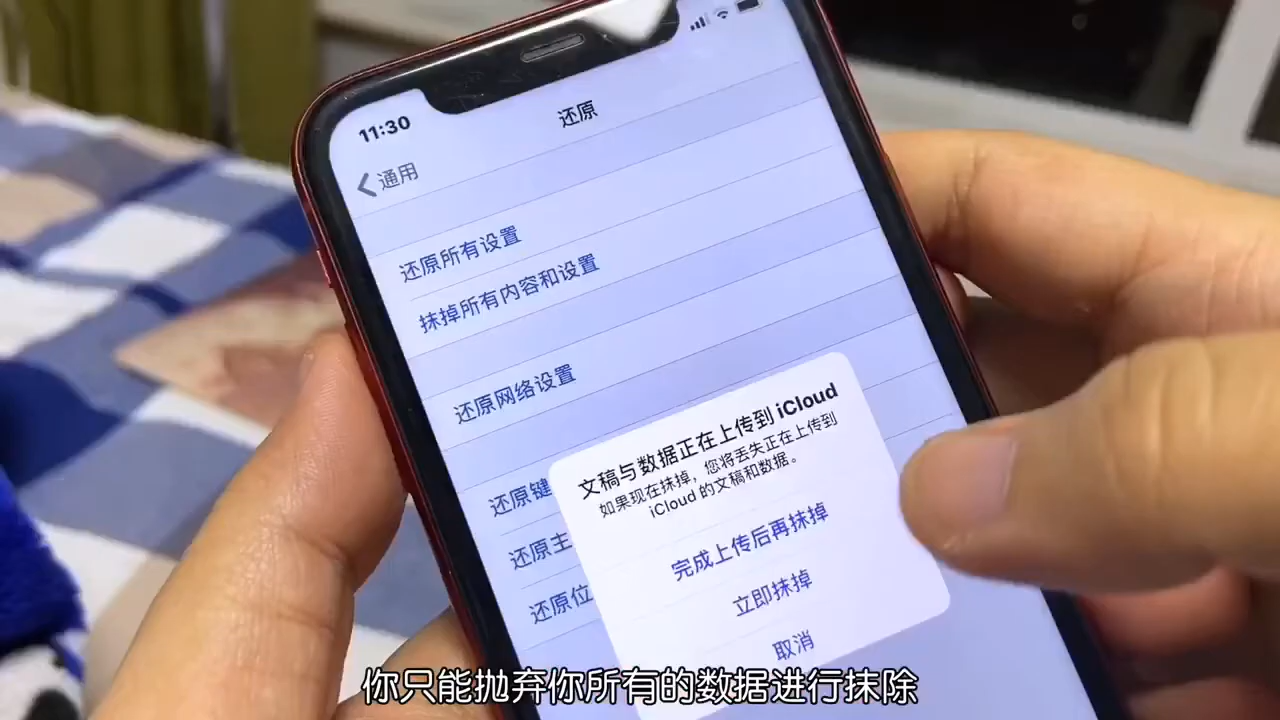 11:30
还原
通用
还原所有设置
抹掉所有内容和设置
还原网络设置
还原键
还原主
还原位
文稿与数据正在上传到 iCloud
如果现在抹掉，您将丢失正在上传到
iCloud 的文稿和数据。
完成上传后再抹掉
立即抹掉
取消
你只能抛弃你所有的数据进行抹除